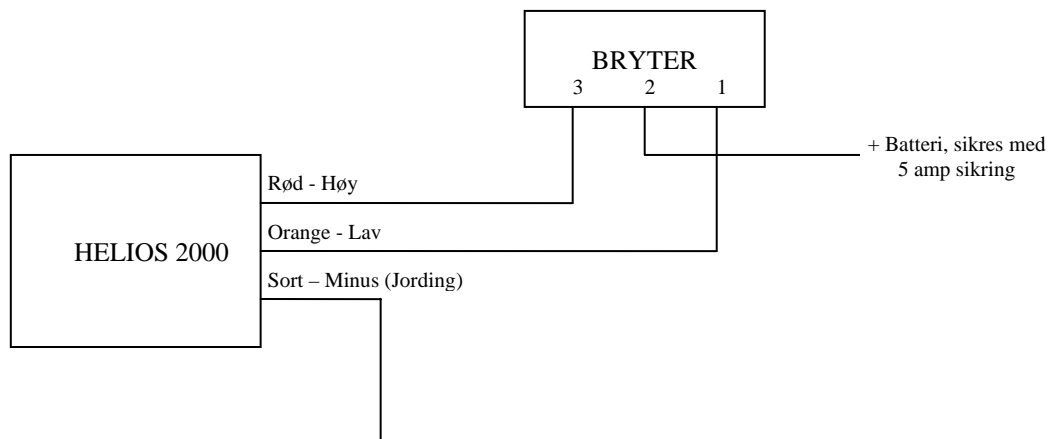 BRYTER
3 2 1
+ Batteri, sikres med
5 amp sikring
Rød - Høy
Orange - Lav
HELIOS 2000
Sort – Minus (Jording)